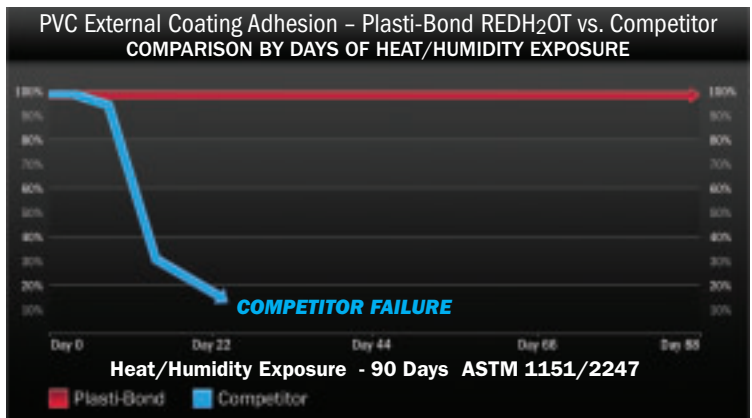 PVC External Coating Adhesion – Plasti-Bond REDH2OT vs. Competitor
COMPARISON BY DAYS OF HEAT/HUMIDITY EXPOSURE
100% 100%
90% 90%
80% 80%
70% 70%
60% 60%
50% 50%
40% 40%
30% 30%
20% 20%
10% 10%
COMPETITOR FAILURE
Day 0 Day 22 Day 44 Day 66 Day 88
Heat/Humidity Exposure - 90 Days ASTM 1151/2247
Plasti-Bond Competitor